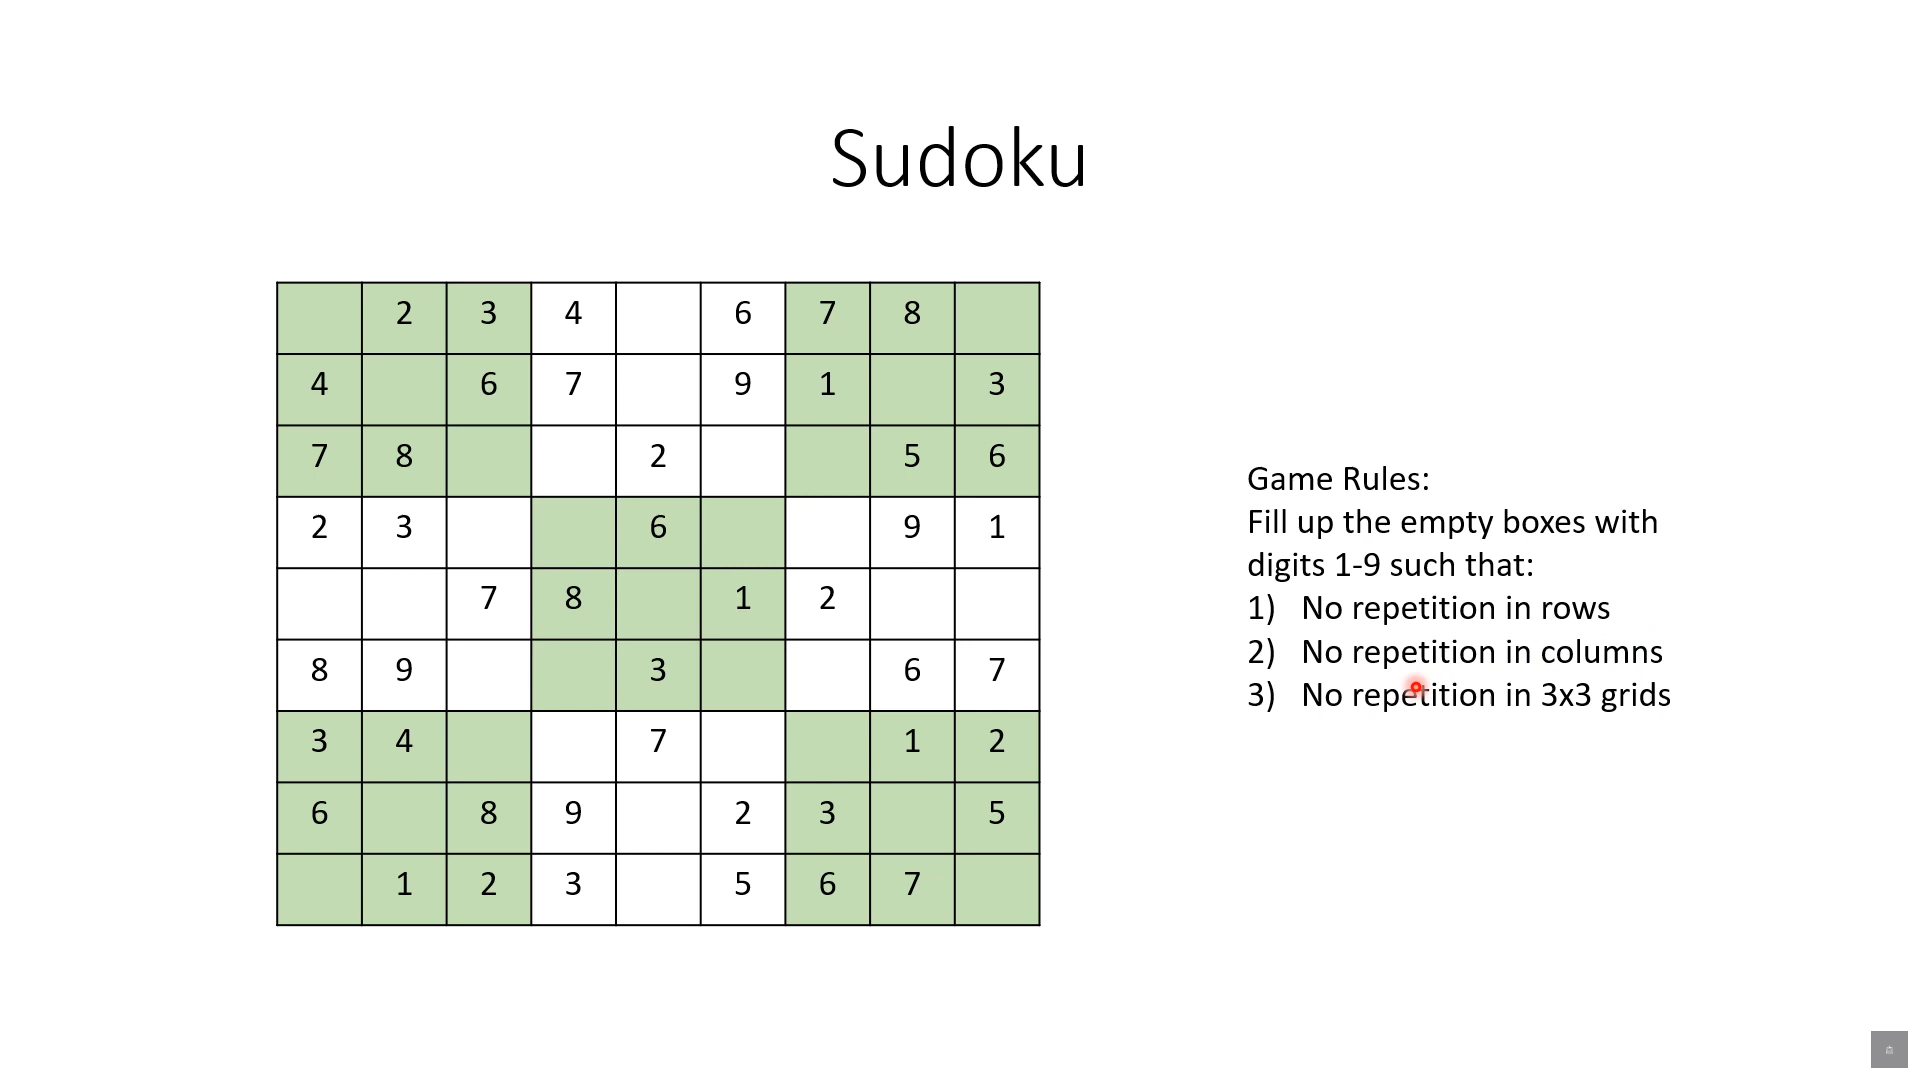 Sudoku
2 3 4 6 7 8
4 6 7 9 1 3
7 8 2 5 6
2 3 6 9 1
7 8 1 2
8 9 3 6 7
3 4 7 1 2
6 8 9 2 3 5
1 2 3 5 6 7
Game Rules:
Fill up the empty boxes with
digits 1-9 such that:
1) No repetition in rows
2) No repetition in columns
3) No repetition in 3x3 grids